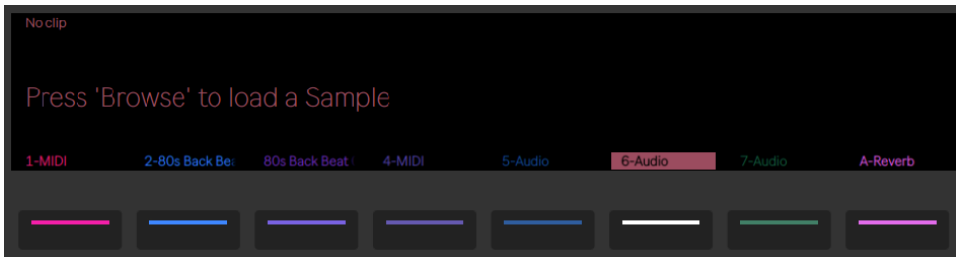 No clip
Press 'Browse' to load a Sample
1-MIDI 2-80s Back Be 80s Back Beat 4-MIDI 5-Audio 6-Audio 7-Audio A-Reverb